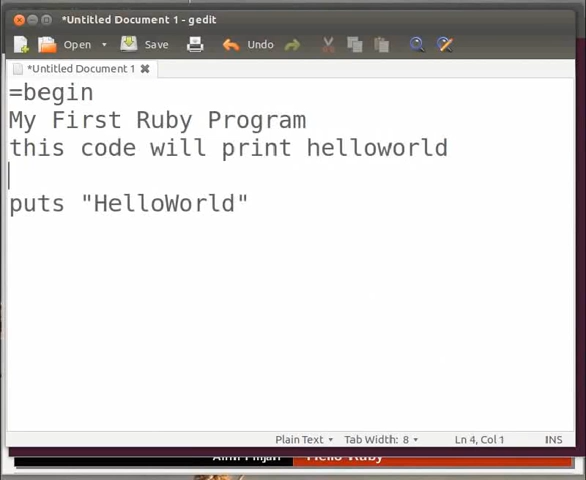 *Untitled Document 1 - gedit
Open Save Undo
*Untitled Document 1
=begin
My First Ruby Program
this code will print helloworld
puts "HelloWorld"
Plain Text Tab Width: 8 Ln 4, Col 1 INS
Hello Ruby